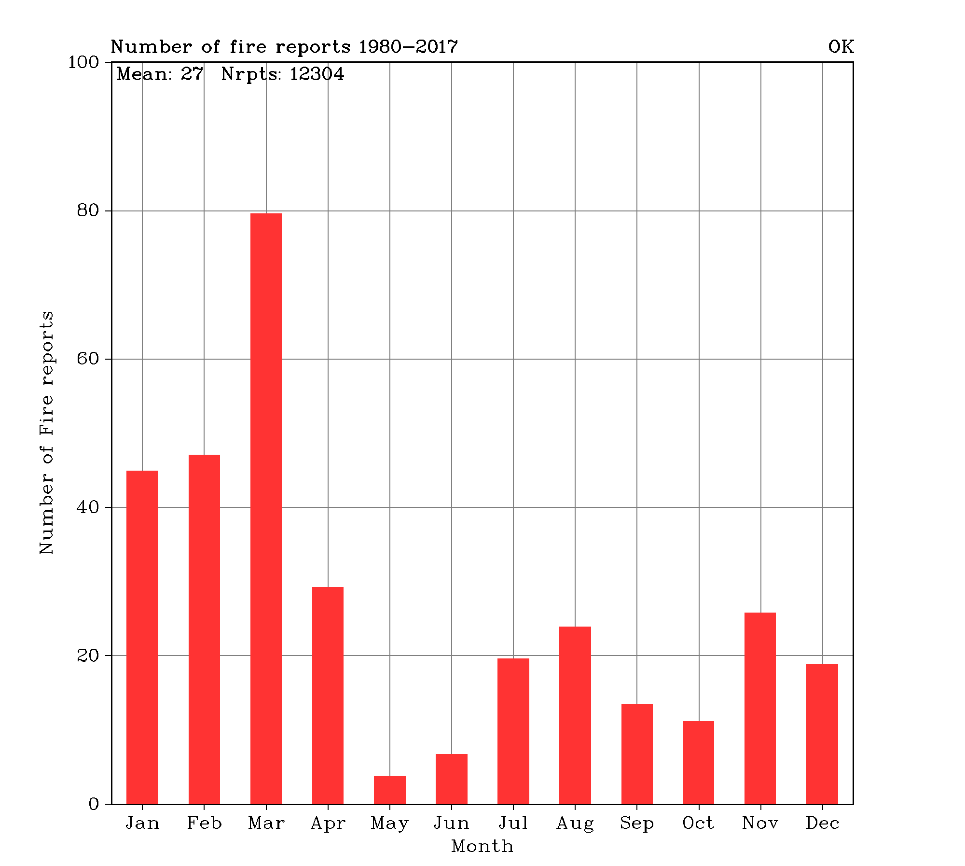 Number of fire reports 1980-2017 OK
Mean: 27 Nrpts: 12304
100
80
60
40
20
0
Number of Fire reports
Jan Feb Mar Apr May Jun Jul Aug Sep Oct Nov Dec
Month